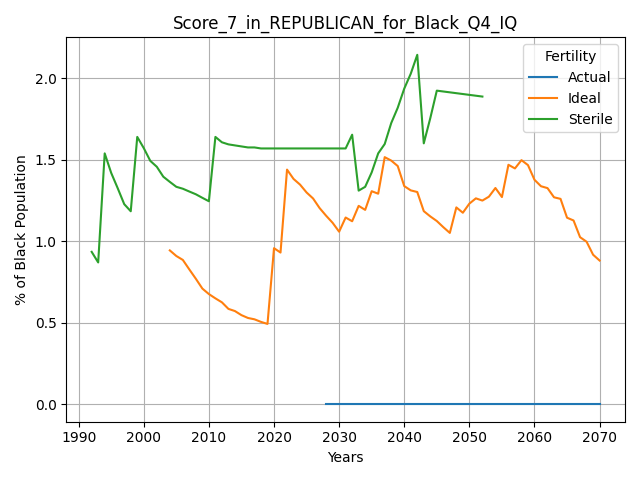 Score_7_in_REPUBLICAN_for_Black_Q4_IQ
Fertility
Actual
Ideal
Sterile
% of Black Population
2.0
1.5
1.0
0.5
0.0
1990 2000 2010 2020 2030 2040 2050 2060 2070
Years